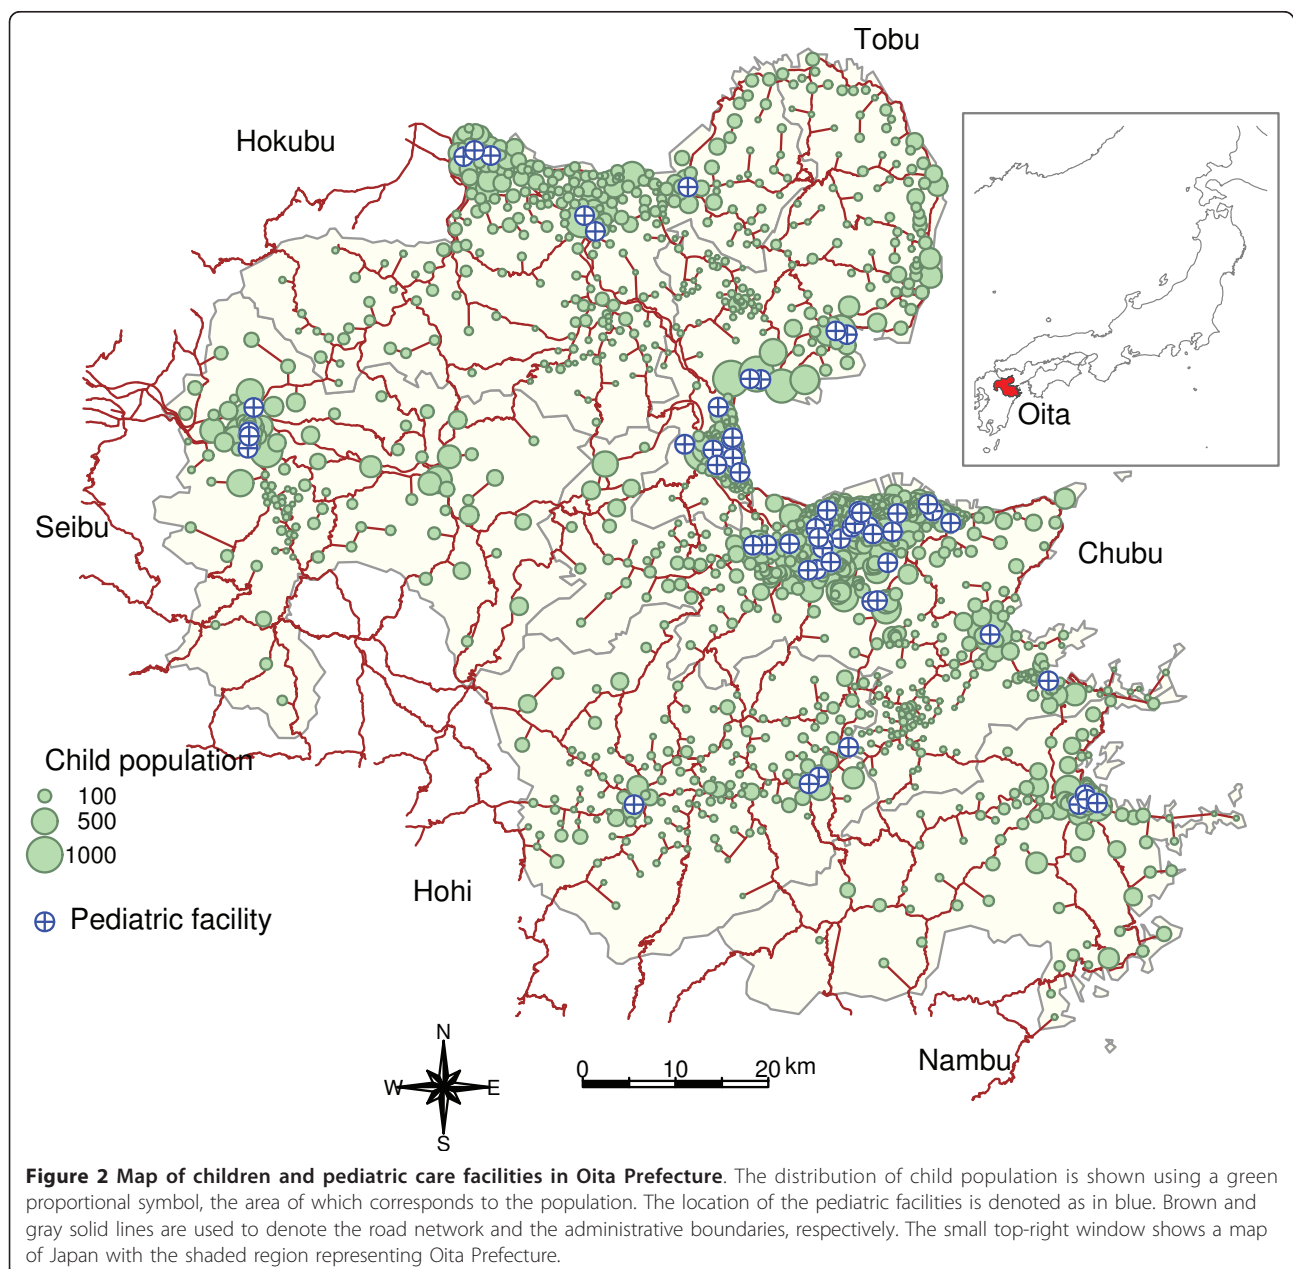 Tobu
Hokubu
Oita
Seibu
Chubu
Child population
100
500
1000
Hohi
Pediatric facility
N
W E
S
0 10 20 km
Nambu
Figure 2 Map of children and pediatric care facilities in Oita Prefecture. The distribution of child population is shown using a green
proportional symbol, the area of which corresponds to the population. The location of the pediatric facilities is denoted as in blue. Brown and
gray solid lines are used to denote the road network and the administrative boundaries, respectively. The small top-right window shows a map
of Japan with the shaded region representing Oita Prefecture.